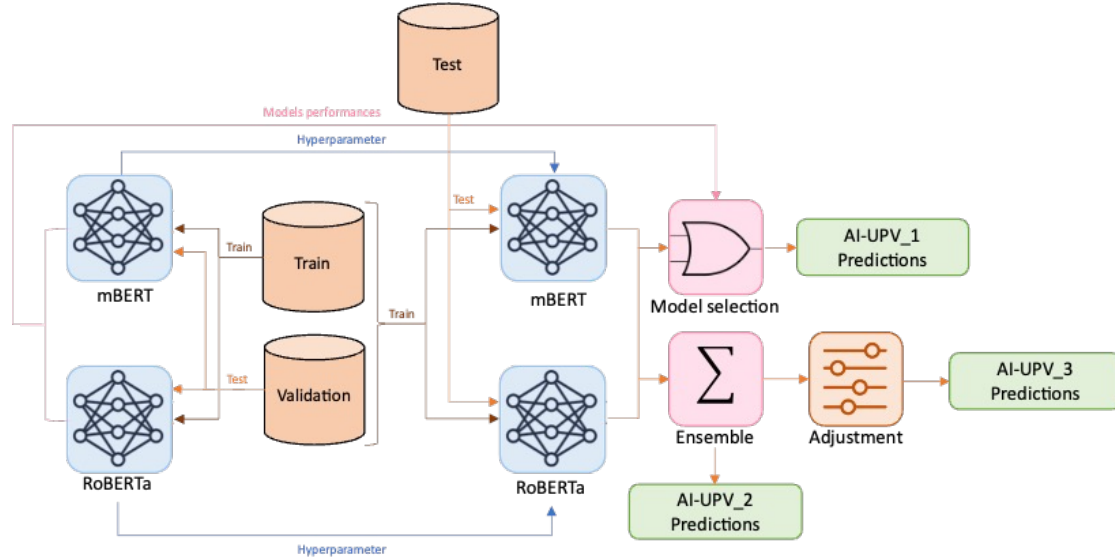 Test
Models performances
Hyperparameter
Test
Train
Train
Train
mBERT
mBERT
Model selection
AI-UPV_1
Predictions
Test
Validation
RoBERTa
RoBERTa
Ensemble
Adjustment
AI-UPV_3
Predictions
AI-UPV_2
Predictions
Hyperparameter